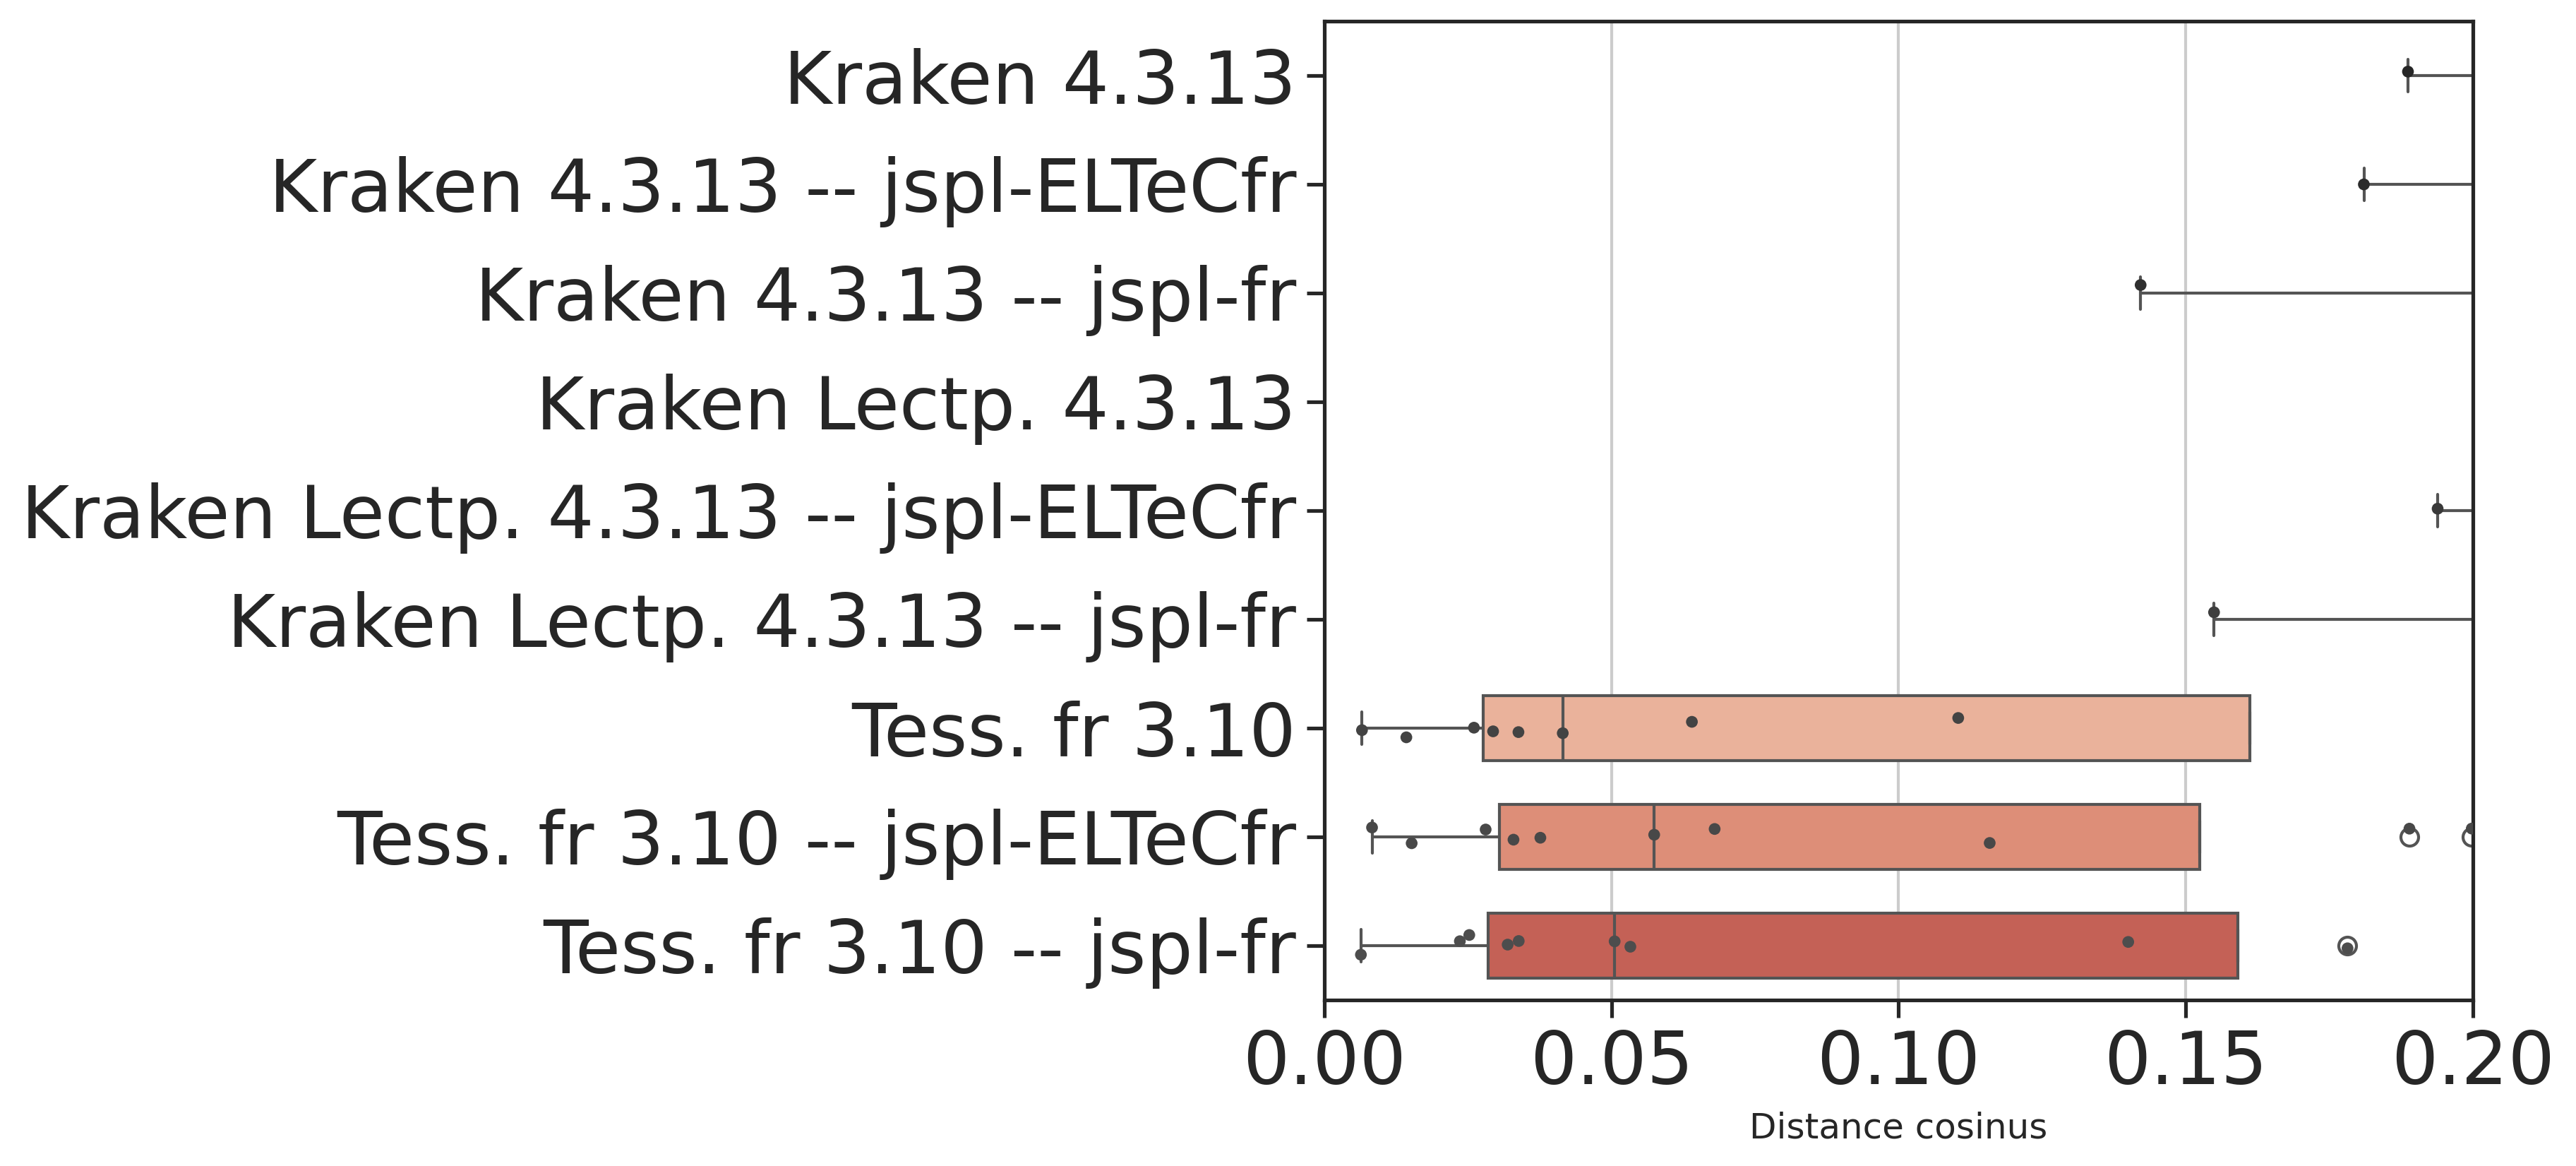 Kraken 4.3.13
Kraken 4.3.13 -- jspl-ELTeCfr
Kraken 4.3.13 -- jspl-fr
Kraken Lectp. 4.3.13
Kraken Lectp. 4.3.13 -- jspl-ELTeCfr
Kraken Lectp. 4.3.13 -- jspl-fr
Tess. fr 3.10
Tess. fr 3.10 -- jspl-ELTeCfr
Tess. fr 3.10 -- jspl-fr
0.00 0.05 0.10 0.15 0.20
Distance cosinus